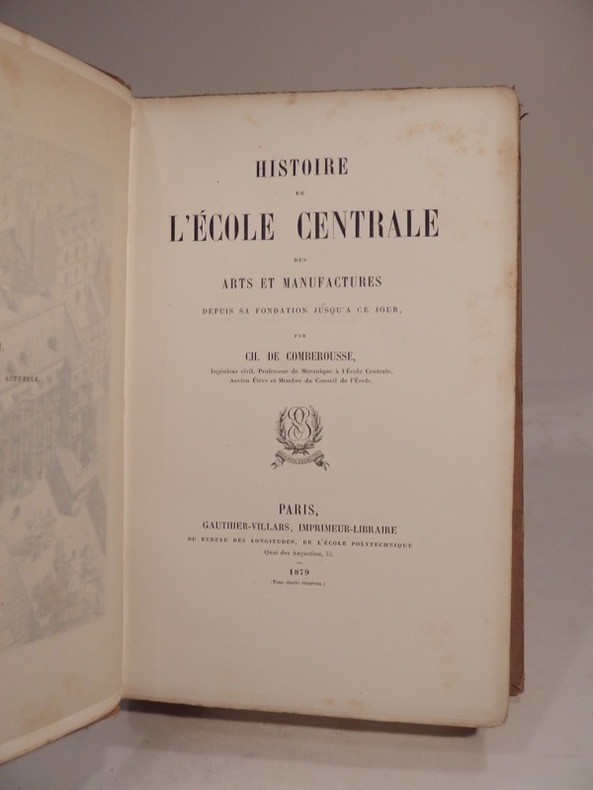 ACTUELLE.
HISTOIRE
DE
L'ÉCOLE CENTRALE
DES
ARTS ET MANUFACTURES
DEPUIS SA FONDATION JUSQU'A CE JOUR,
PAR
CH. DE COMBEROUSSE,
Ingénieur civil, Professeur de Mécanique à l'École Centrale,
Ancien Élève et Membre du Conseil de l'École.
PARIS,
GAUTHIER-VILLARS, IMPRIMEUR-LIBRAIRE
DU BUREAU DES LONGITUDES, DE L'ÉCOLE POLYTECHNIQUE
Quai des Augustins, 55.
1879
(Tous droits réservés.)